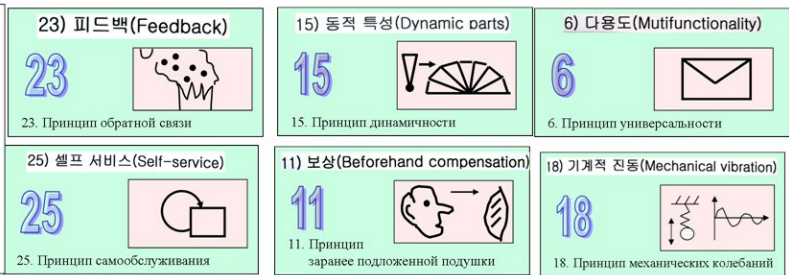 23) 피드백(Feedback)
23
23. Принцип обратной связи
15) 동적 특성(Dynamic parts)
15
15. Принцип динамичности
6) 다용도(Mutifunctionality)
6
6. Принцип универсальности
25) 셀프 서비스(Self-service)
25
25. Принцип самообслуживания
11) 보상(Beforehand compensation)
11
11. Принцип
заранее подложенной подушки
18) 기계적 진동(Mechanical vibration)
18
18. Принцип механических колебаний